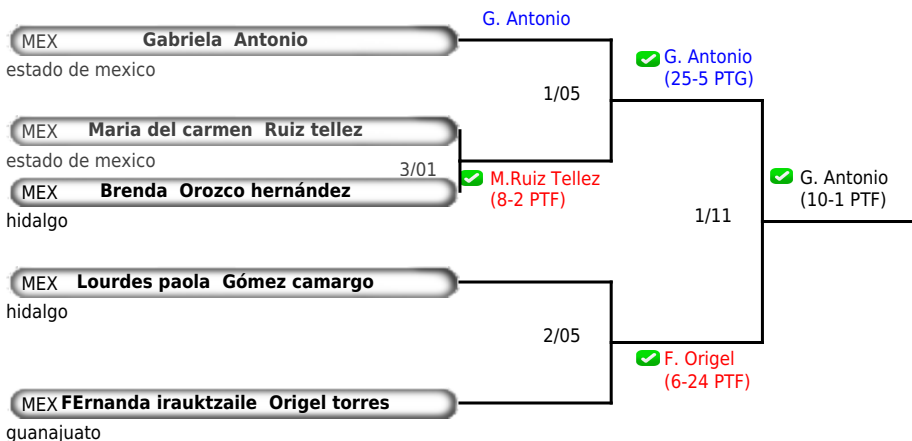 G. Antonio
MEX Gabriela Antonio
estado de mexico
G. Antonio
(25-5 PTG)
1/05
MEX Maria del carmen Ruiz tellez
estado de mexico
3/01
M.Ruiz Tellez
(8-2 PTF)
MEX Brenda Orozco hernández
hidalgo
G. Antonio
(10-1 PTF)
1/11
MEX Lourdes paola Gómez camargo
hidalgo
2/05
F. Origel
(6-24 PTF)
MEX FErnanda irauktzaile Origel torres
guanajuato